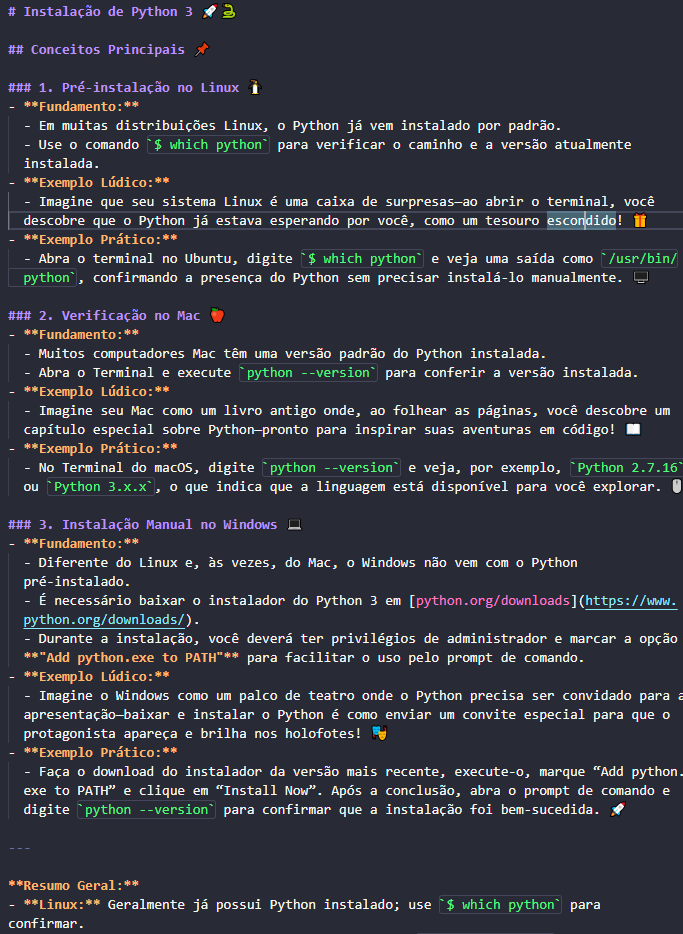 # Instalação de Python 3 🚀🐍
## Conceitos Principais 📌
### 1. Pré-instalação no Linux 🐧
- **Fundamento:**
- Em muitas distribuições Linux, o Python já vem instalado por padrão.
- Use o comando `$ which python` para verificar o caminho e a versão atualmente
instalada.
- **Exemplo Lúdico:**
- Imagine que seu sistema Linux é uma caixa de surpresas—ao abrir o terminal, você
descobre que o Python já estava esperando por você, como um tesouro escondido! 🎁
- **Exemplo Prático:**
- Abra o terminal no Ubuntu, digite `$ which python` e veja uma saída como `/usr/bin/
python`, confirmando a presença do Python sem precisar instalá-lo manualmente. 🖥️
### 2. Verificação no Mac 🍎
- **Fundamento:**
- Muitos computadores Mac têm uma versão padrão do Python instalada.
- Abra o Terminal e execute `python --version` para conferir a versão instalada.
- **Exemplo Lúdico:**
- Imagine seu Mac como um livro antigo onde, ao folhear as páginas, você descobre um
capítulo especial sobre Python—pronto para inspirar suas aventuras em código! 📖
- **Exemplo Prático:**
- No Terminal do macOS, digite `python --version` e veja, por exemplo, `Python 2.7.16`
ou `Python 3.x.x`, o que indica que a linguagem está disponível para você explorar. 🖱️
### 3. Instalação Manual no Windows 💻
- **Fundamento:**
- Diferente do Linux e, às vezes, do Mac, o Windows não vem com o Python
pré-instalado.
- É necessário baixar o instalador do Python 3 em [python.org/downloads](https://www.
python.org/downloads/).
- Durante a instalação, você deverá ter privilégios de administrador e marcar a opção
**"Add python.exe to PATH"** para facilitar o uso pelo prompt de comando.
- **Exemplo Lúdico:**
- Imagine o Windows como um palco de teatro onde o Python precisa ser convidado para a
apresentação—baixar e instalar o Python é como enviar um convite especial para que o
protagonista apareça e brilha nos holofotes! 🎭
- **Exemplo Prático:**
- Faça o download do instalador da versão mais recente, execute-o, marque “Add python.
exe to PATH” e clique em “Install Now”. Após a conclusão, abra o prompt de comando e
digite `python --version` para confirmar que a instalação foi bem-sucedida. 🚀
---
**Resumo Geral:**
- **Linux:** Geralmente já possui Python instalado; use `$ which python` para
confirmar.